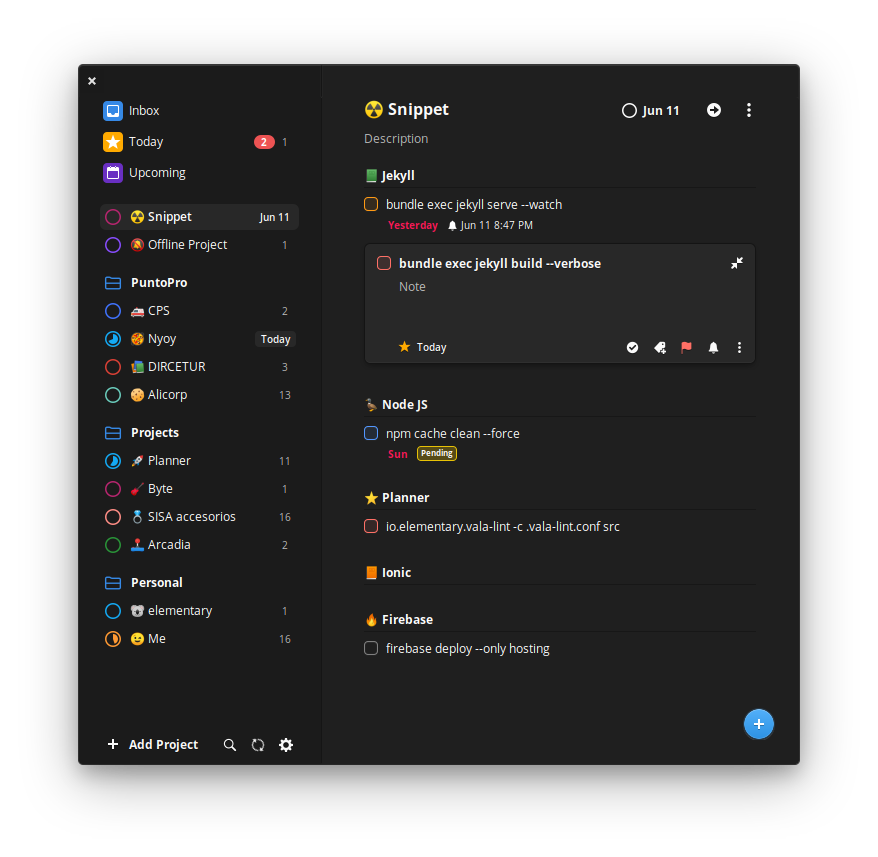 Inbox
Today 2 1
Upcoming
Snippet Jun 11
Offline Project 1
PuntoPro
CPS 2
Nyoy Today
DIRCETUR 3
Alicorp 13
Projects
Planner 11
Byte 1
SISA accesorios 16
Arcadia 2
Personal
elementary 1
Me 16
Add Project
Snippet Jun 11
Description
Jekyll
bundle exec jekyll serve --watch
Yesterday Jun 11 8:47 PM
bundle exec jekyll build --verbose
Note
Today
Node JS
npm cache clean --force
Sun Pending
Planner
io.elementary.vala-lint -c .vala-lint.conf src
Ionic
Firebase
firebase deploy --only hosting